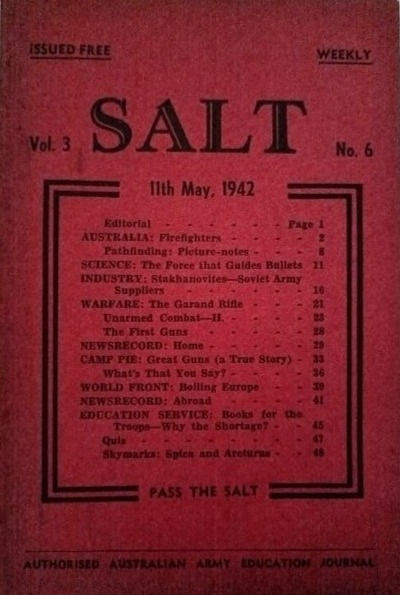 ISSUED FREE WEEKLY
SALT
Vol. 3 No. 6
11th May, 1942
Editorial - - - - - - Page 1
AUSTRALIA: Firefighters - - - - 2
Pathfinding: Picture-notes - - - 8
SCIENCE: The Force that Guides Bullets 11
INDUSTRY: Stakhanovites—Soviet Army
Suppliers - - - - - - 16
WARFARE: The Garand Rifle - - - 21
Unarmed Combat—II. - - - - 23
The First Guns - - - - - 28
NEWSRECORD: Home - - - - - 29
CAMP PIE: Great Guns (a True Story) - 33
What's That You Say? - - - - 36
WORLD FRONT: Boiling Europe - - 39
NEWSRECORD: Abroad - - - - 41
EDUCATION SERVICE: Books for the
Troops—Why the Shortage? - - 45
Quiz - - - - - - - 47
Skymarks: Spica and Arcturus - - 48
PASS THE SALT
AUTHORISED AUSTRALIAN ARMY EDUCATION JOURNAL